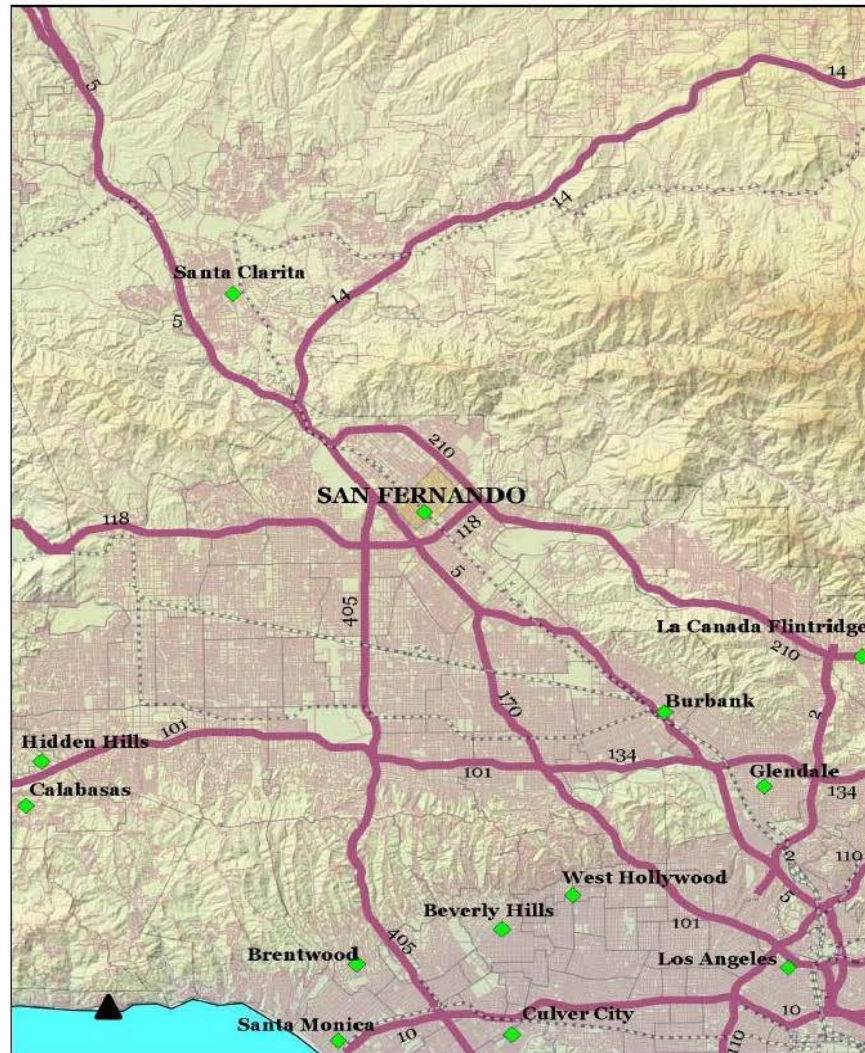 5
14
14
Santa Clarita
14
5
210
SAN FERNANDO
118
118
5
405
La Canada Flintridge
210
170
Burbank
2
101
Hidden Hills
134
101
Glendale
Calabasas
134
2
110
West Hollywood
5
Beverly Hills
101
405
Brentwood
Los Angeles
10
Culver City
Santa Monica
10
110